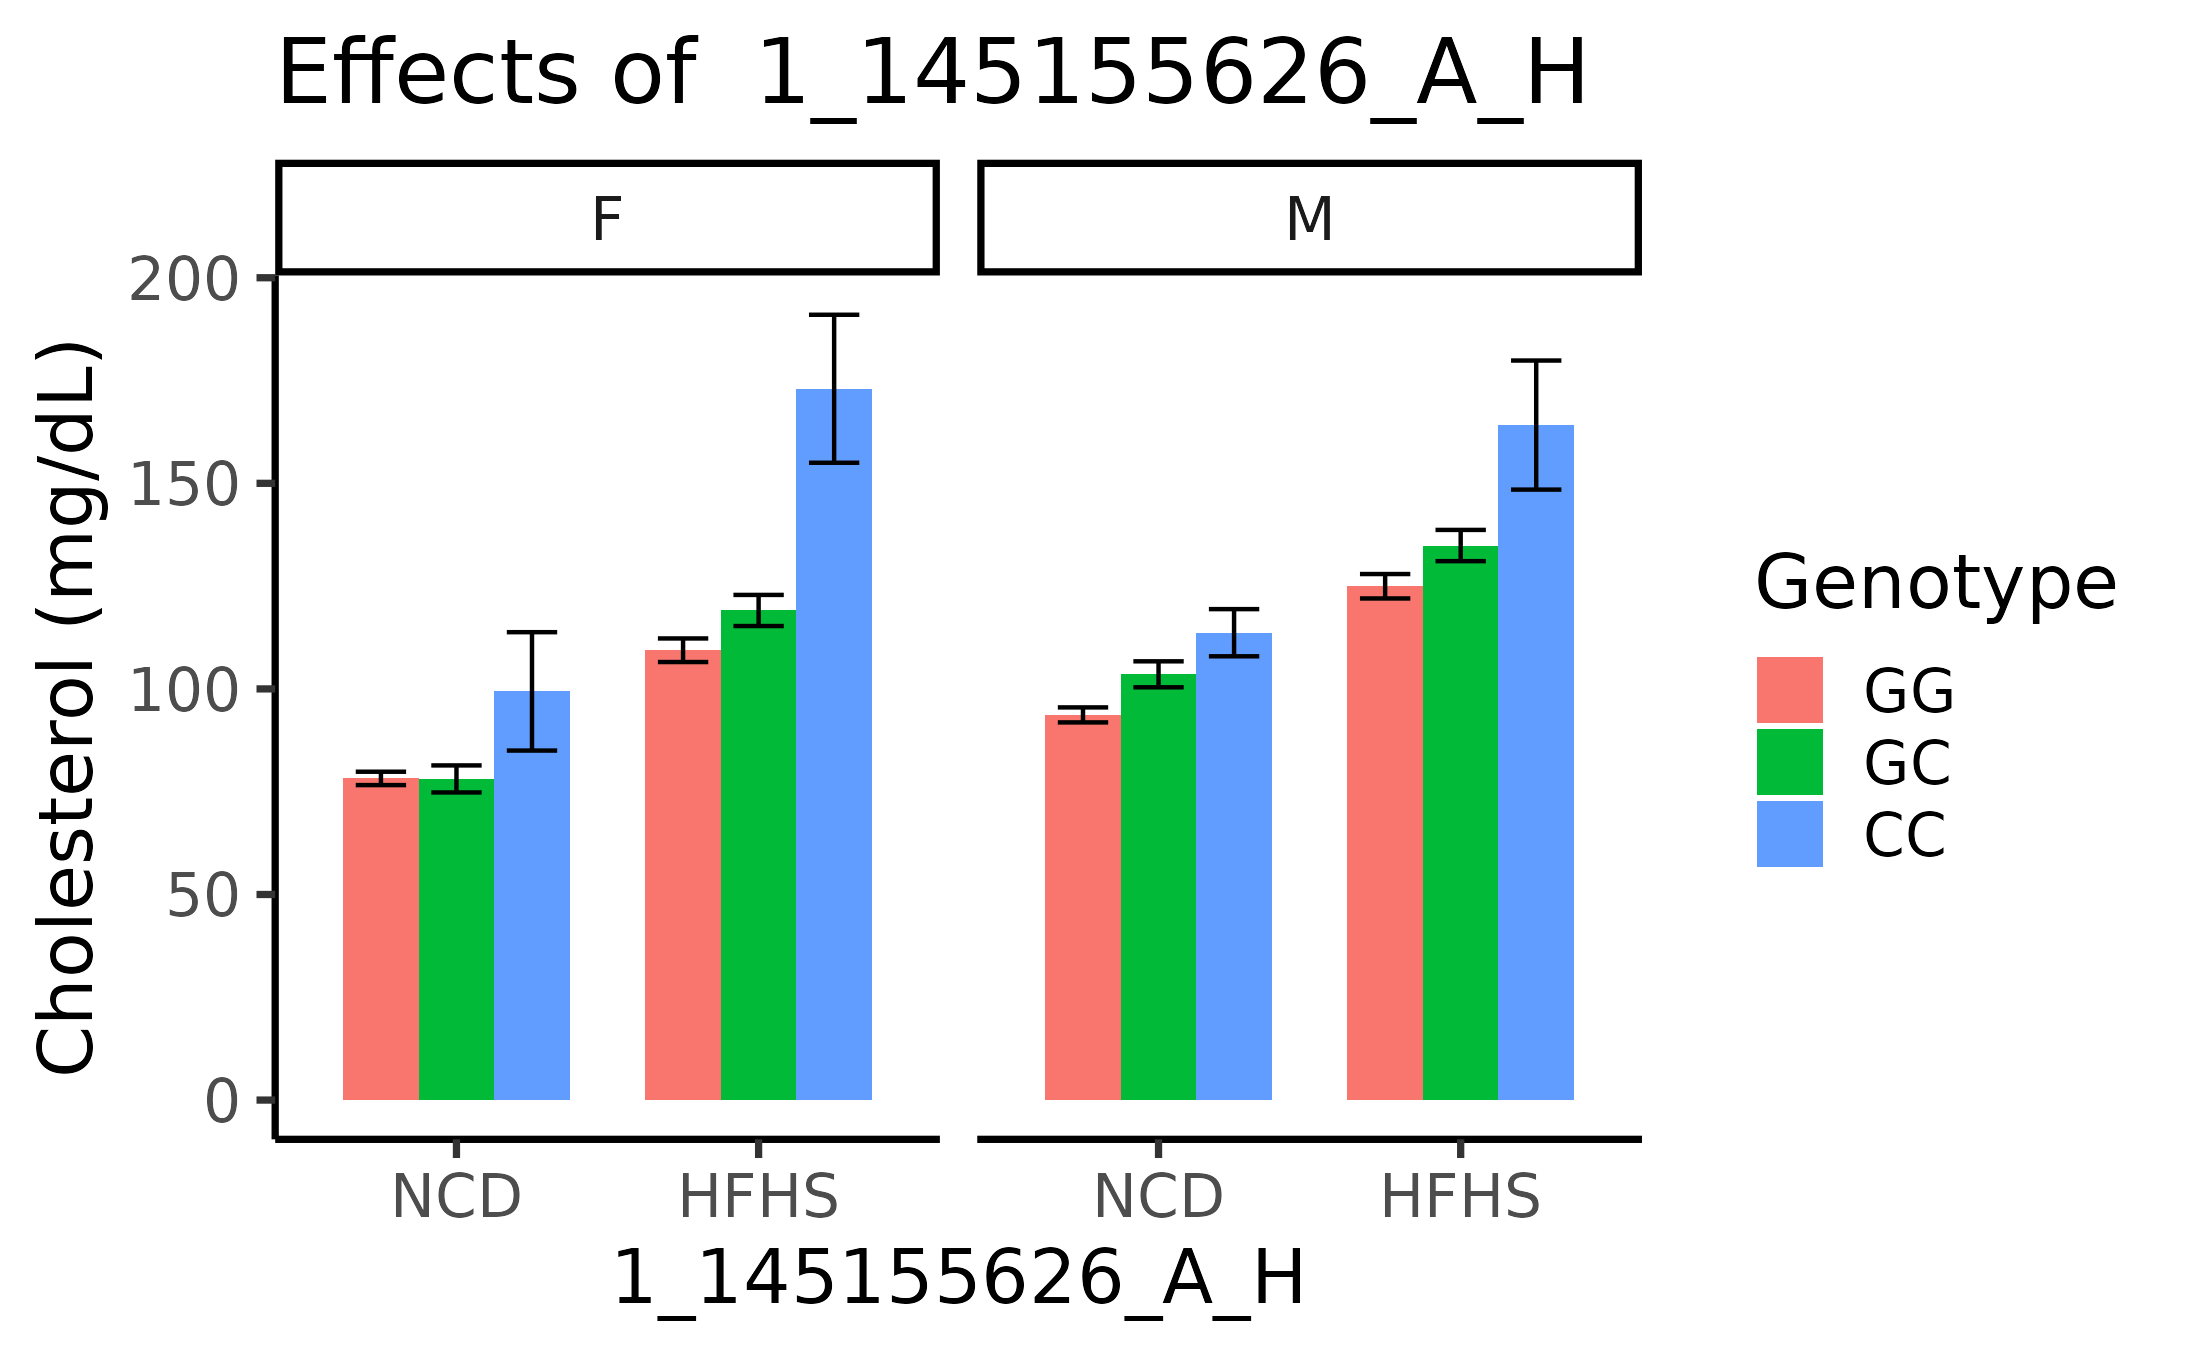 Effects of  1_145155626_A_H
F
M
200
150
100
50
0
Cholesterol (mg/dL)
NCD
HFHS
NCD
HFHS
1_145155626_A_H
Genotype
GG
GC
CC